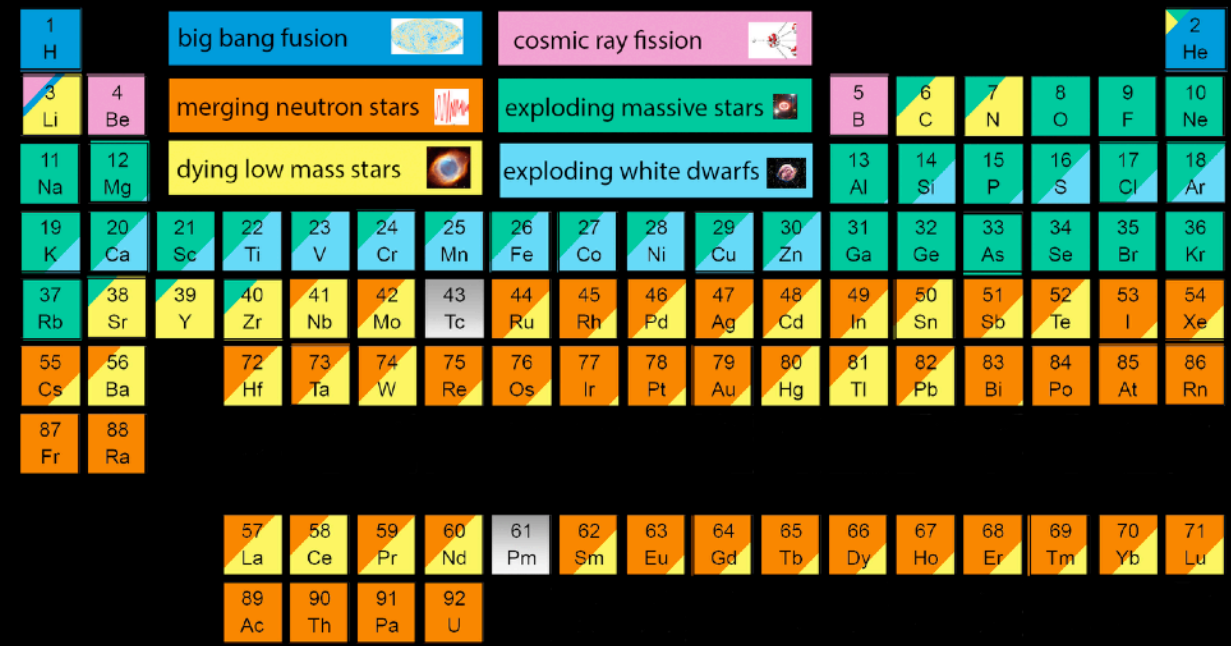 1 big bang fusion cosmic ray fission 2
H He
3 4 merging neutron stars exploding massive stars 5 6 7 8 9 10
Li Be B C N O F Ne
11 12 dying low mass stars exploding white dwarfs 13 14 15 16 17 18
Na Mg Al Si P S Cl Ar
19 20 21 22 23 24 25 26 27 28 29 30 31 32 33 34 35 36
K Ca Sc Ti V Cr Mn Fe Co Ni Cu Zn Ga Ge As Se Br Kr
37 38 39 40 41 42 43 44 45 46 47 48 49 50 51 52 53 54
Rb Sr Y Zr Nb Mo Tc Ru Rh Pd Ag Cd In Sn Sb Te I Xe
55 56 72 73 74 75 76 77 78 79 80 81 82 83 84 85 86
Cs Ba Hf Ta W Re Os Ir Pt Au Hg Tl Pb Bi Po At Rn
87 88
Fr Ra
57 58 59 60 61 62 63 64 65 66 67 68 69 70 71
La Ce Pr Nd Pm Sm Eu Gd Tb Dy Ho Er Tm Yb Lu
89 90 91 92
Ac Th Pa U